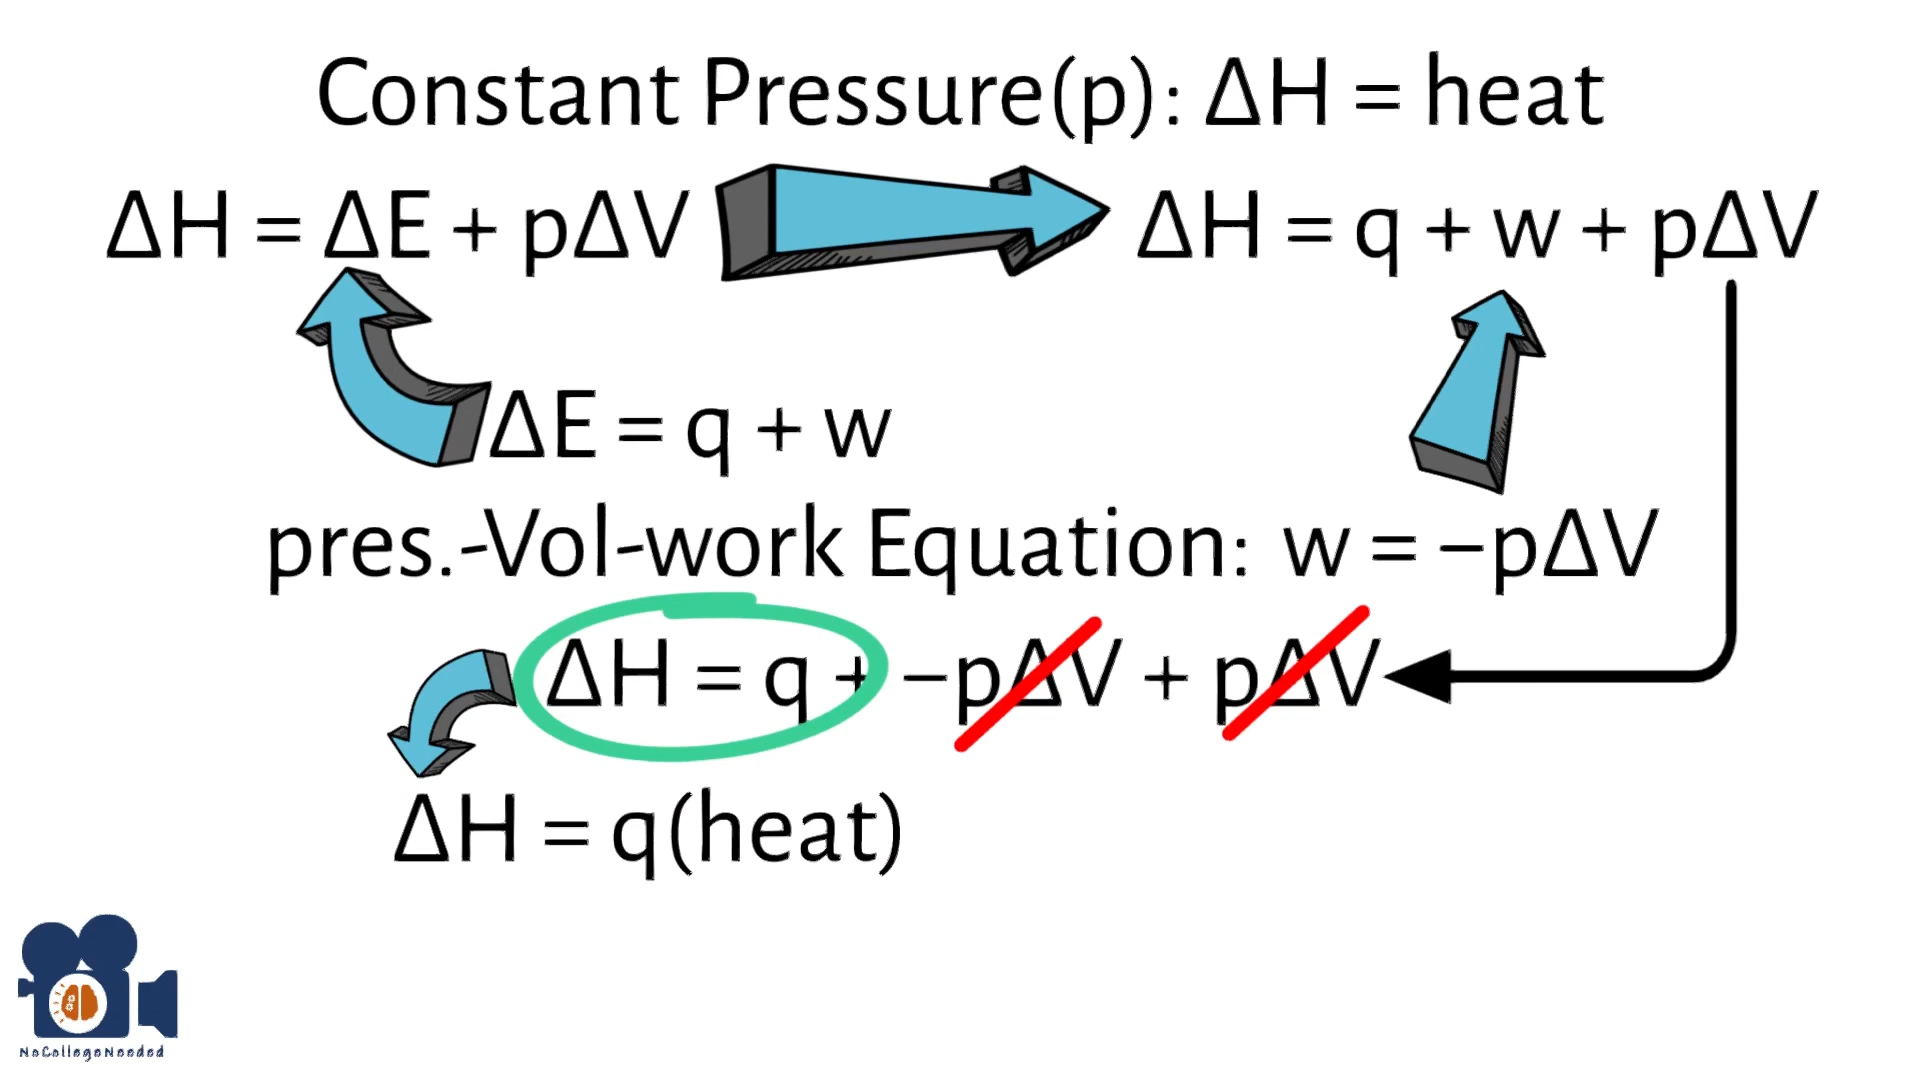 Constant Pressure(p): ΔH = heat
ΔH = ΔE + pΔV
ΔH = q + w + pΔV
ΔE = q + w
pres.-Vol-work Equation: w = −pΔV
ΔH = q + −pΔV + pΔV
ΔH = q(heat)
NoCollegeNeeded